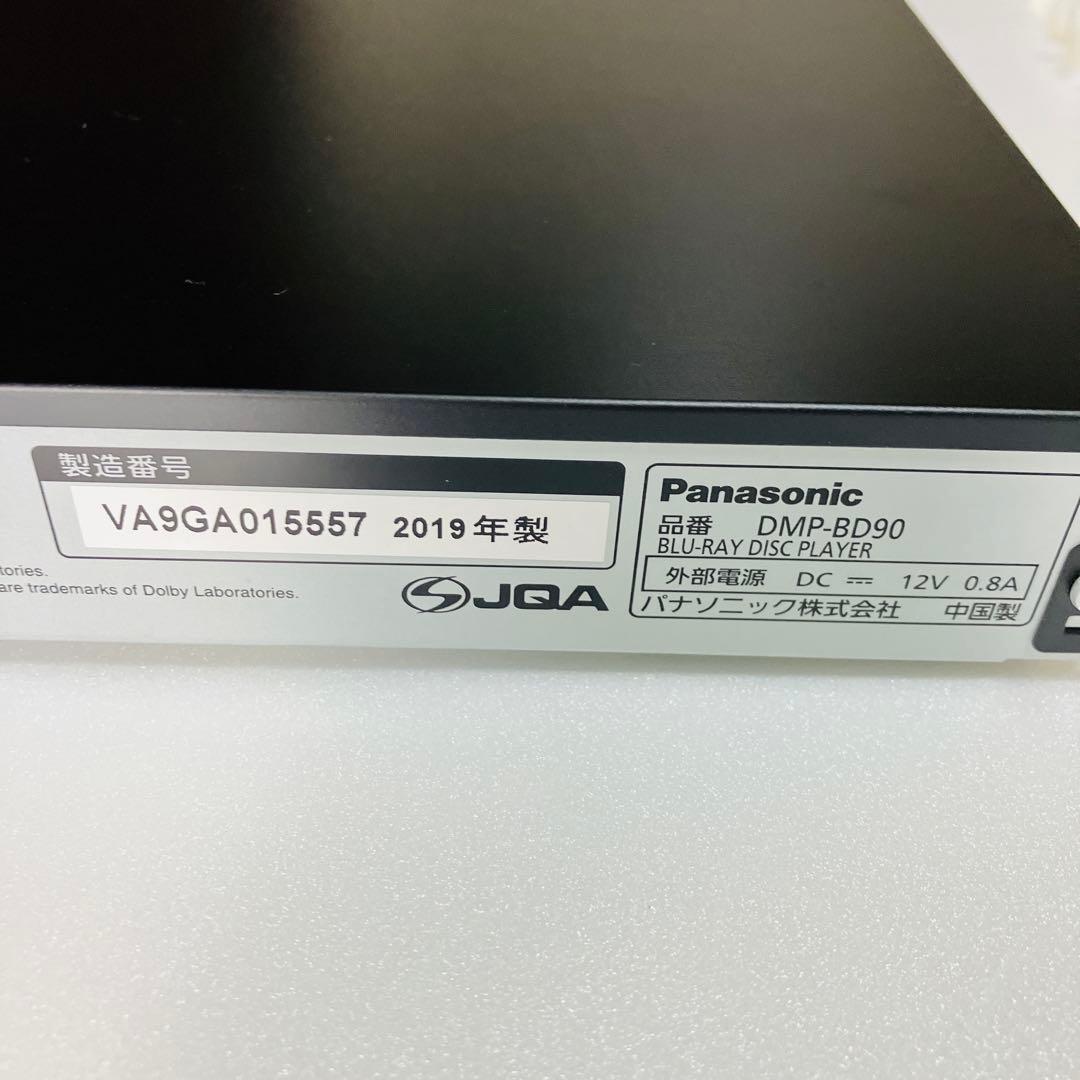 製造番号
VA9GA015557 2019年製
tories.
are trademarks of Dolby Laboratories.
JQA
Panasonic
品番 DMP-BD90
BLU-RAY DISC PLAYER
外部電源 DC ⎓ 12V 0.8A
パナソニック株式会社 中国製